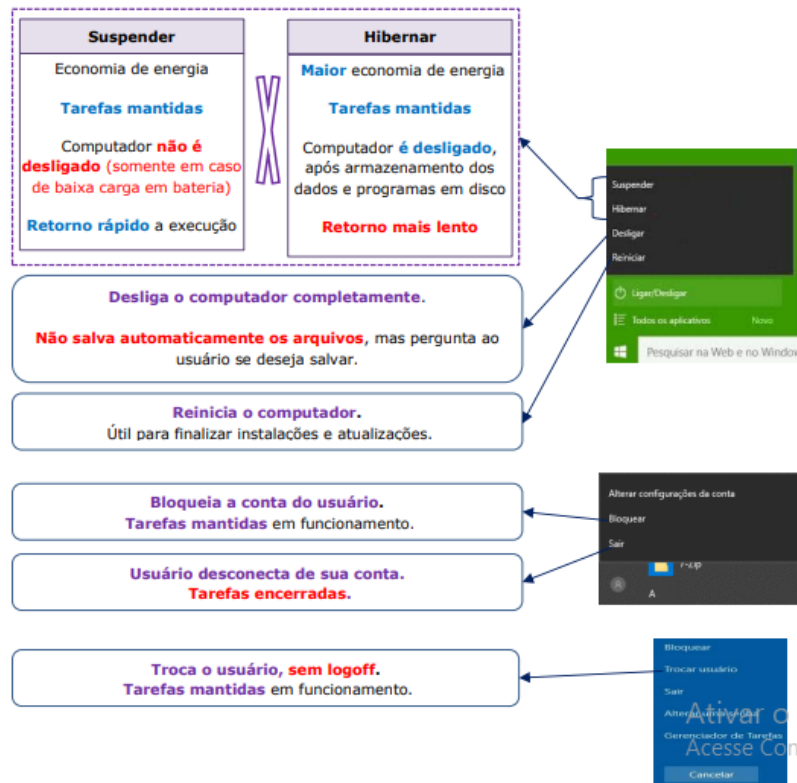 Suspender
Economia de energia
Tarefas mantidas
Computador não é
desligado (somente em caso
de baixa carga em bateria)
Retorno rápido a execução
X
Hibernar
Maior economia de energia
Tarefas mantidas
Computador é desligado,
após armazenamento dos
dados e programas em disco
Retorno mais lento
Suspender
Hibernar
Desligar
Reiniciar
Ligar/Desligar
Todos os aplicativos Novo
Pesquisar na Web e no Window
Desliga o computador completamente.
Não salva automaticamente os arquivos, mas pergunta ao
usuário se deseja salvar.
Reinicia o computador.
Útil para finalizar instalações e atualizações.
Alterar configurações da conta
Bloquear
Sair
7-Zip
A
Bloqueia a conta do usuário.
Tarefas mantidas em funcionamento.
Usuário desconecta de sua conta.
Tarefas encerradas.
Troca o usuário, sem logoff.
Tarefas mantidas em funcionamento.
Bloquear
Trocar usuário
Sair
Alterar uma
Gerenciador de Tarefas
Cancelar
Ativar o
Acesse Con